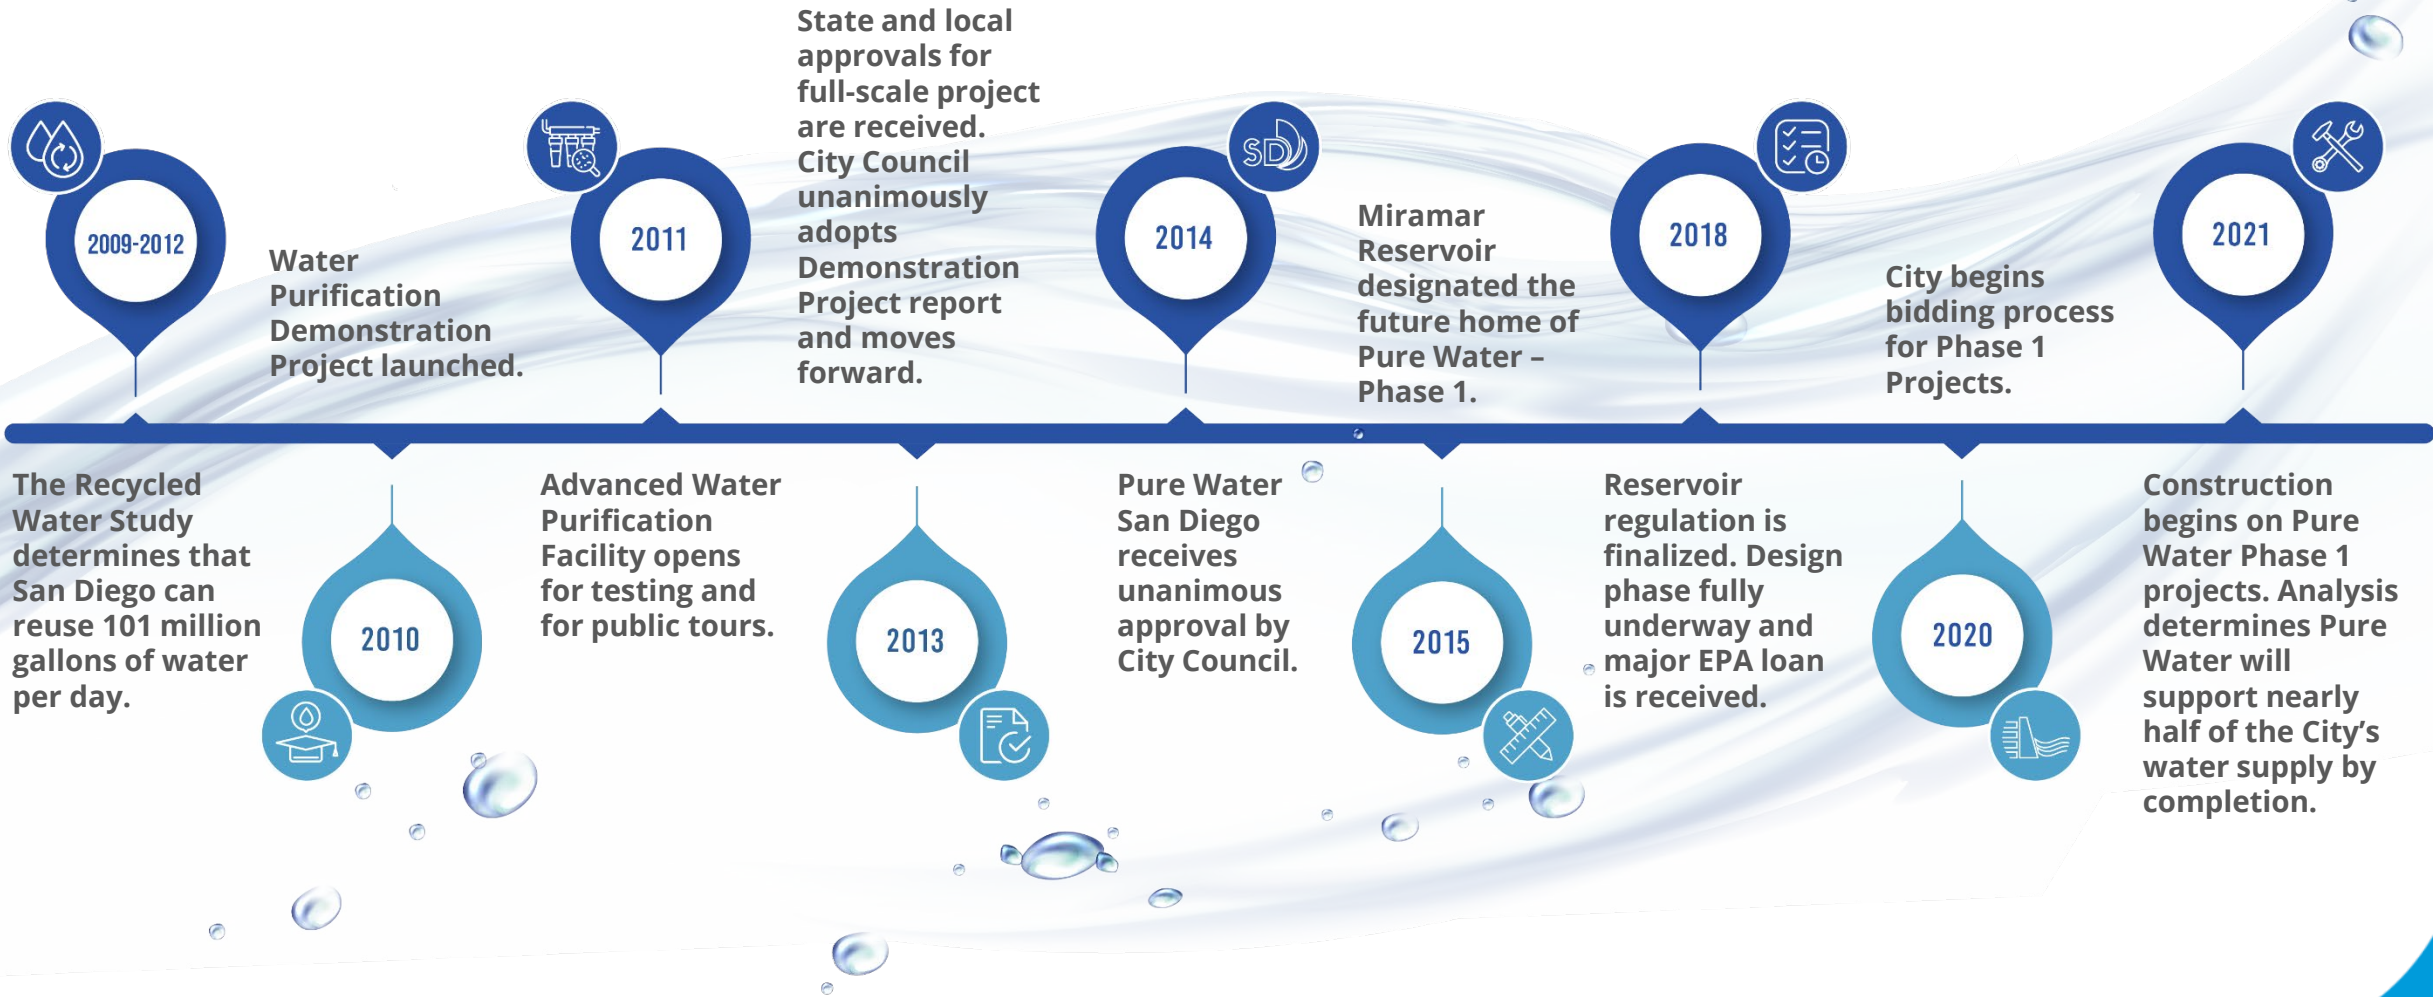 2009-2012
The Recycled
Water Study
determines that
San Diego can
reuse 101 million
gallons of water
per day.
Water
Purification
Demonstration
Project launched.
2010
2011
Advanced Water
Purification
Facility opens
for testing and
for public tours.
State and local
approvals for
full-scale project
are received.
City Council
unanimously
adopts
Demonstration
Project report
and moves
forward.
2013
SD
2014
Pure Water
San Diego
receives
unanimous
approval by
City Council.
Miramar
Reservoir
designated the
future home of
Pure Water –
Phase 1.
2015
2018
Reservoir
regulation is
finalized. Design
phase fully
underway and
major EPA loan
is received.
City begins
bidding process
for Phase 1
Projects.
2020
2021
Construction
begins on Pure
Water Phase 1
projects. Analysis
determines Pure
Water will
support nearly
half of the City’s
water supply by
completion.